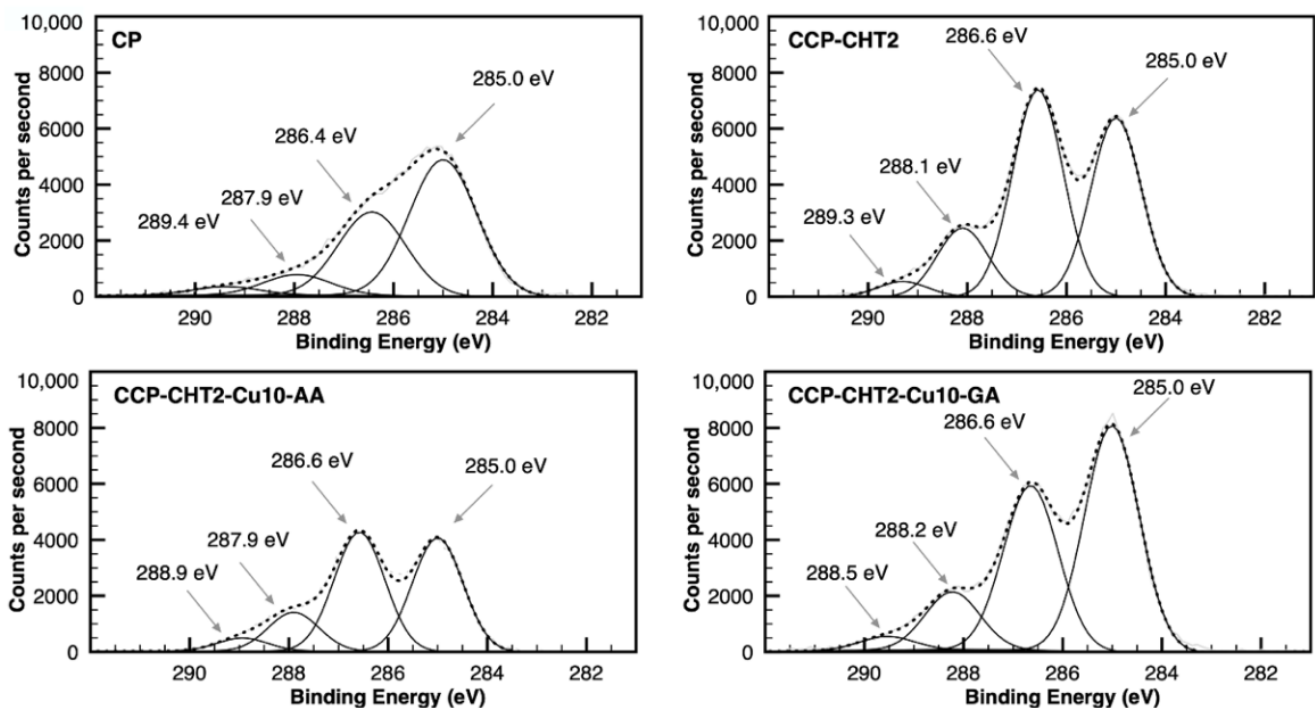 10,000
CP
8000
285.0 eV
6000
286.4 eV
4000
287.9 eV
289.4 eV
2000
0
290 288 286 284 282
Binding Energy (eV)
Counts per second
10,000
CCP-CHT2
286.6 eV
285.0 eV
8000
6000
288.1 eV
4000
289.3 eV
2000
0
290 288 286 284 282
Binding Energy (eV)
Counts per second
10,000
CCP-CHT2-Cu10-AA
8000
286.6 eV
285.0 eV
6000
287.9 eV
4000
288.9 eV
2000
0
290 288 286 284 282
Binding Energy (eV)
Counts per second
10,000
CCP-CHT2-Cu10-GA
285.0 eV
286.6 eV
8000
6000
288.2 eV
4000
288.5 eV
2000
0
290 288 286 284 282
Binding Energy (eV)
Counts per second